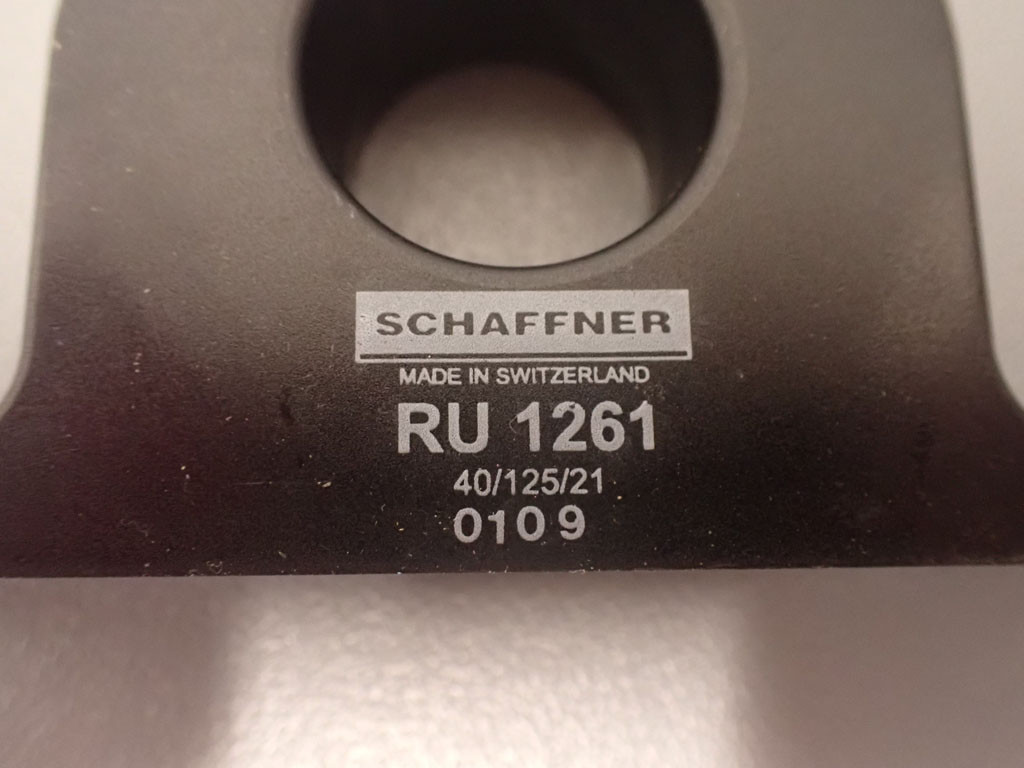 SCHAFFNER
MADE IN SWITZERLAND
RU 1261
40/125/21
0109